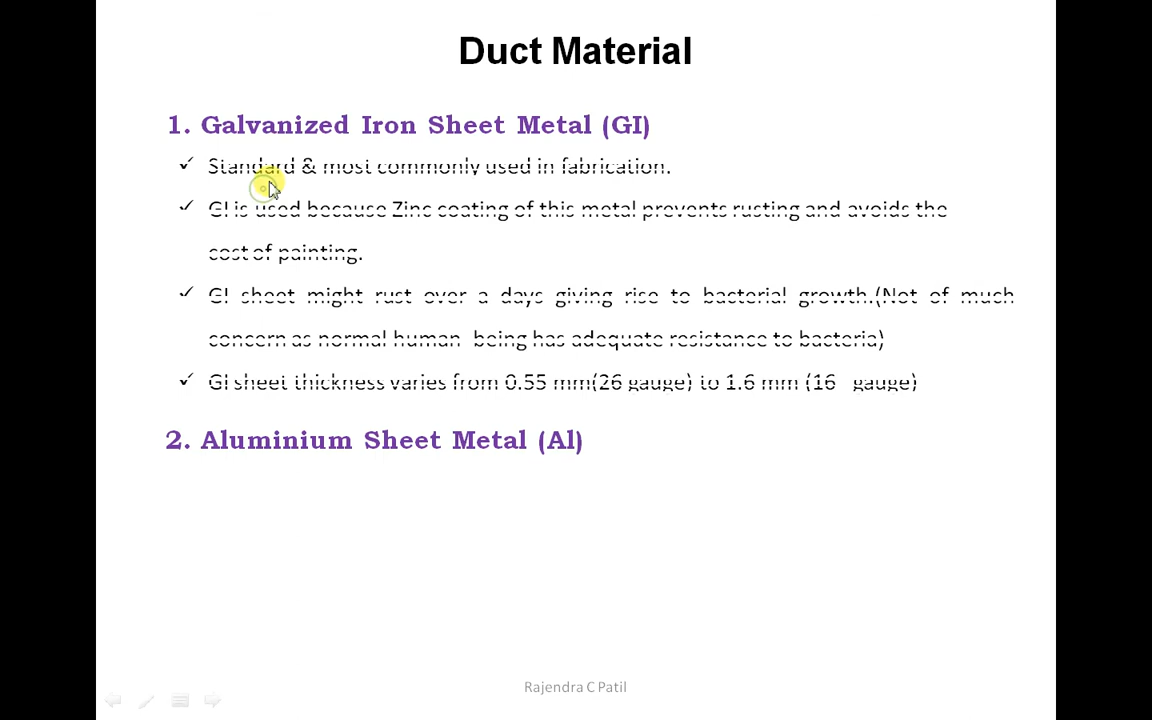 Duct Material
1. Galvanized Iron Sheet Metal (GI)
✓ Standard & most commonly used in fabrication.
✓ GI is used because Zinc coating of this metal prevents rusting and avoids the
cost of painting.
✓ GI sheet might rust over a days giving rise to bacterial growth.(Not of much
concern as normal human being has adequate resistance to bacteria)
✓ GI sheet thickness varies from 0.55 mm(26 gauge) to 1.6 mm (16 gauge)
2. Aluminium Sheet Metal (Al)
Rajendra C Patil